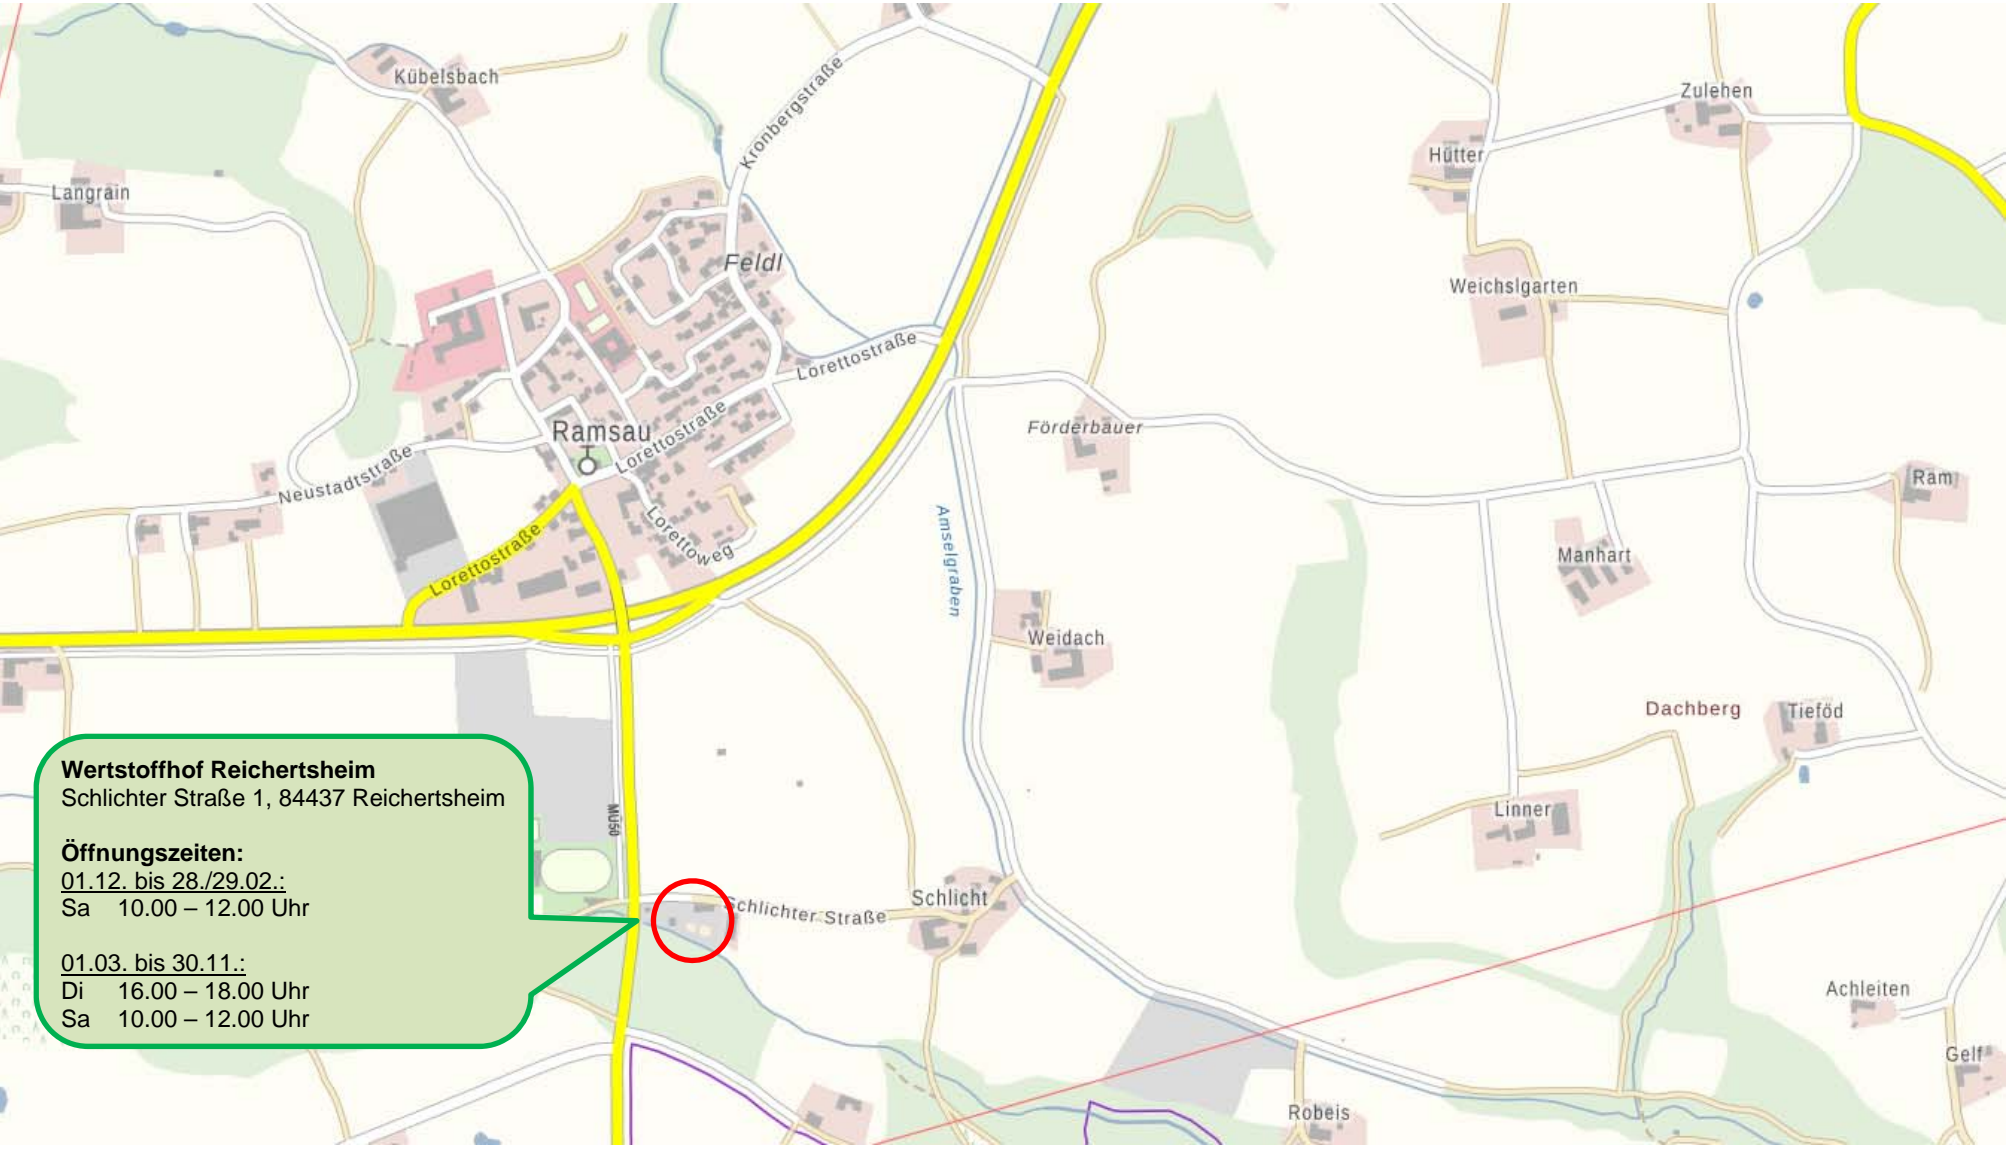 Kübelsbach
Kronbergstraße
Zulehen
Hütter
Langrain
Feldl
Weichslgarten
Lorettostraße
Ramsau
Lorettostraße
Förderbauer
Neustadtstraße
Ram
Lorettostraße
Lorettoweg
Amselgraben
Manhart
Weidach
Dachberg
Tieföd
Wertstoffhof Reichertsheim
Schlichter Straße 1, 84437 Reichertsheim
Öffnungszeiten:
01.12. bis 28./29.02.:
Sa 10.00 – 12.00 Uhr
01.03. bis 30.11.:
Di 16.00 – 18.00 Uhr
Sa 10.00 – 12.00 Uhr
MÜ50
Linner
Schlichter Straße
Schlicht
Achleiten
Gelf
Robeis